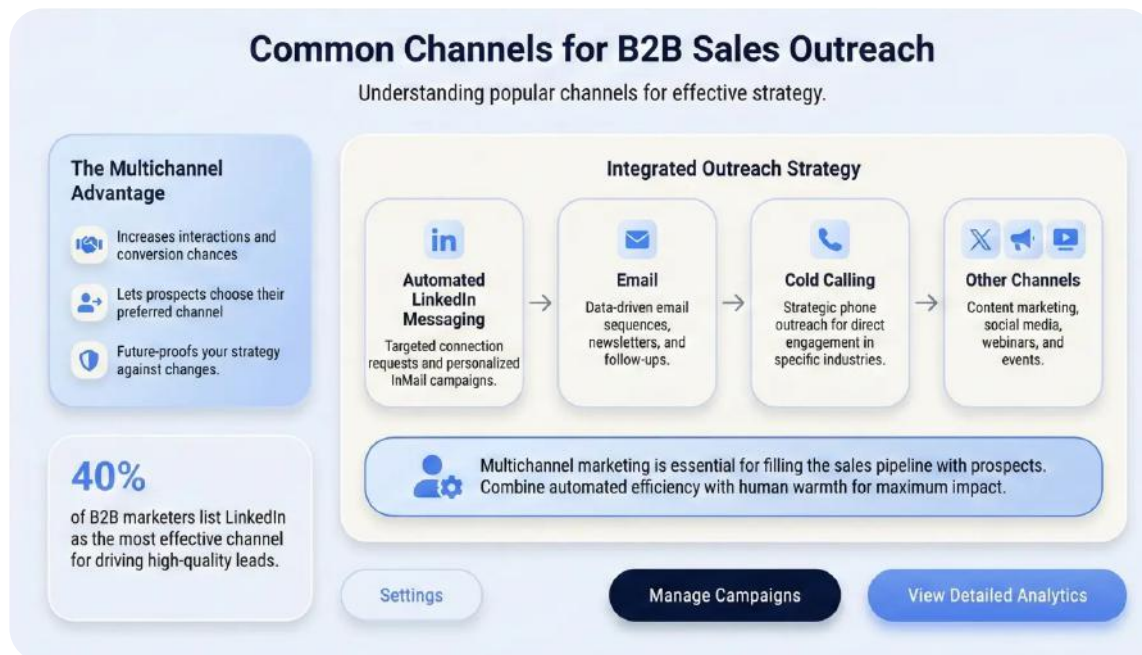 Common Channels for B2B Sales Outreach
Understanding popular channels for effective strategy.
The Multichannel
Advantage
Increases interactions and
conversion chances
Lets prospects choose their
preferred channel
Future-proofs your strategy
against changes.
40%
of B2B marketers list LinkedIn
as the most effective channel
for driving high-quality leads.
Integrated Outreach Strategy
in
Automated
LinkedIn
Messaging
Targeted connection
requests and personalized
InMail campaigns.
Email
Data-driven email
sequences,
newsletters, and
follow-ups.
Cold Calling
Strategic phone
outreach for direct
engagement in
specific industries.
X
Other Channels
Content marketing,
social media,
webinars, and
events.
Multichannel marketing is essential for filling the sales pipeline with prospects.
Combine automated efficiency with human warmth for maximum impact.
Settings
Manage Campaigns
View Detailed Analytics